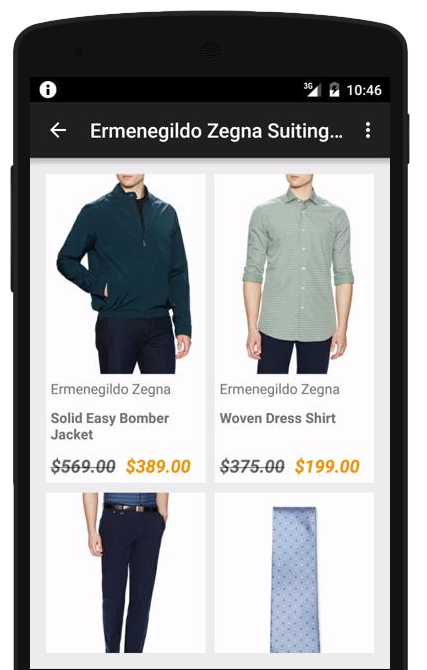 3G 10:46
Ermenegildo Zegna Suiting...
Ermenegildo Zegna
Solid Easy Bomber
Jacket
$569.00 $389.00
Ermenegildo Zegna
Woven Dress Shirt
$375.00 $199.00